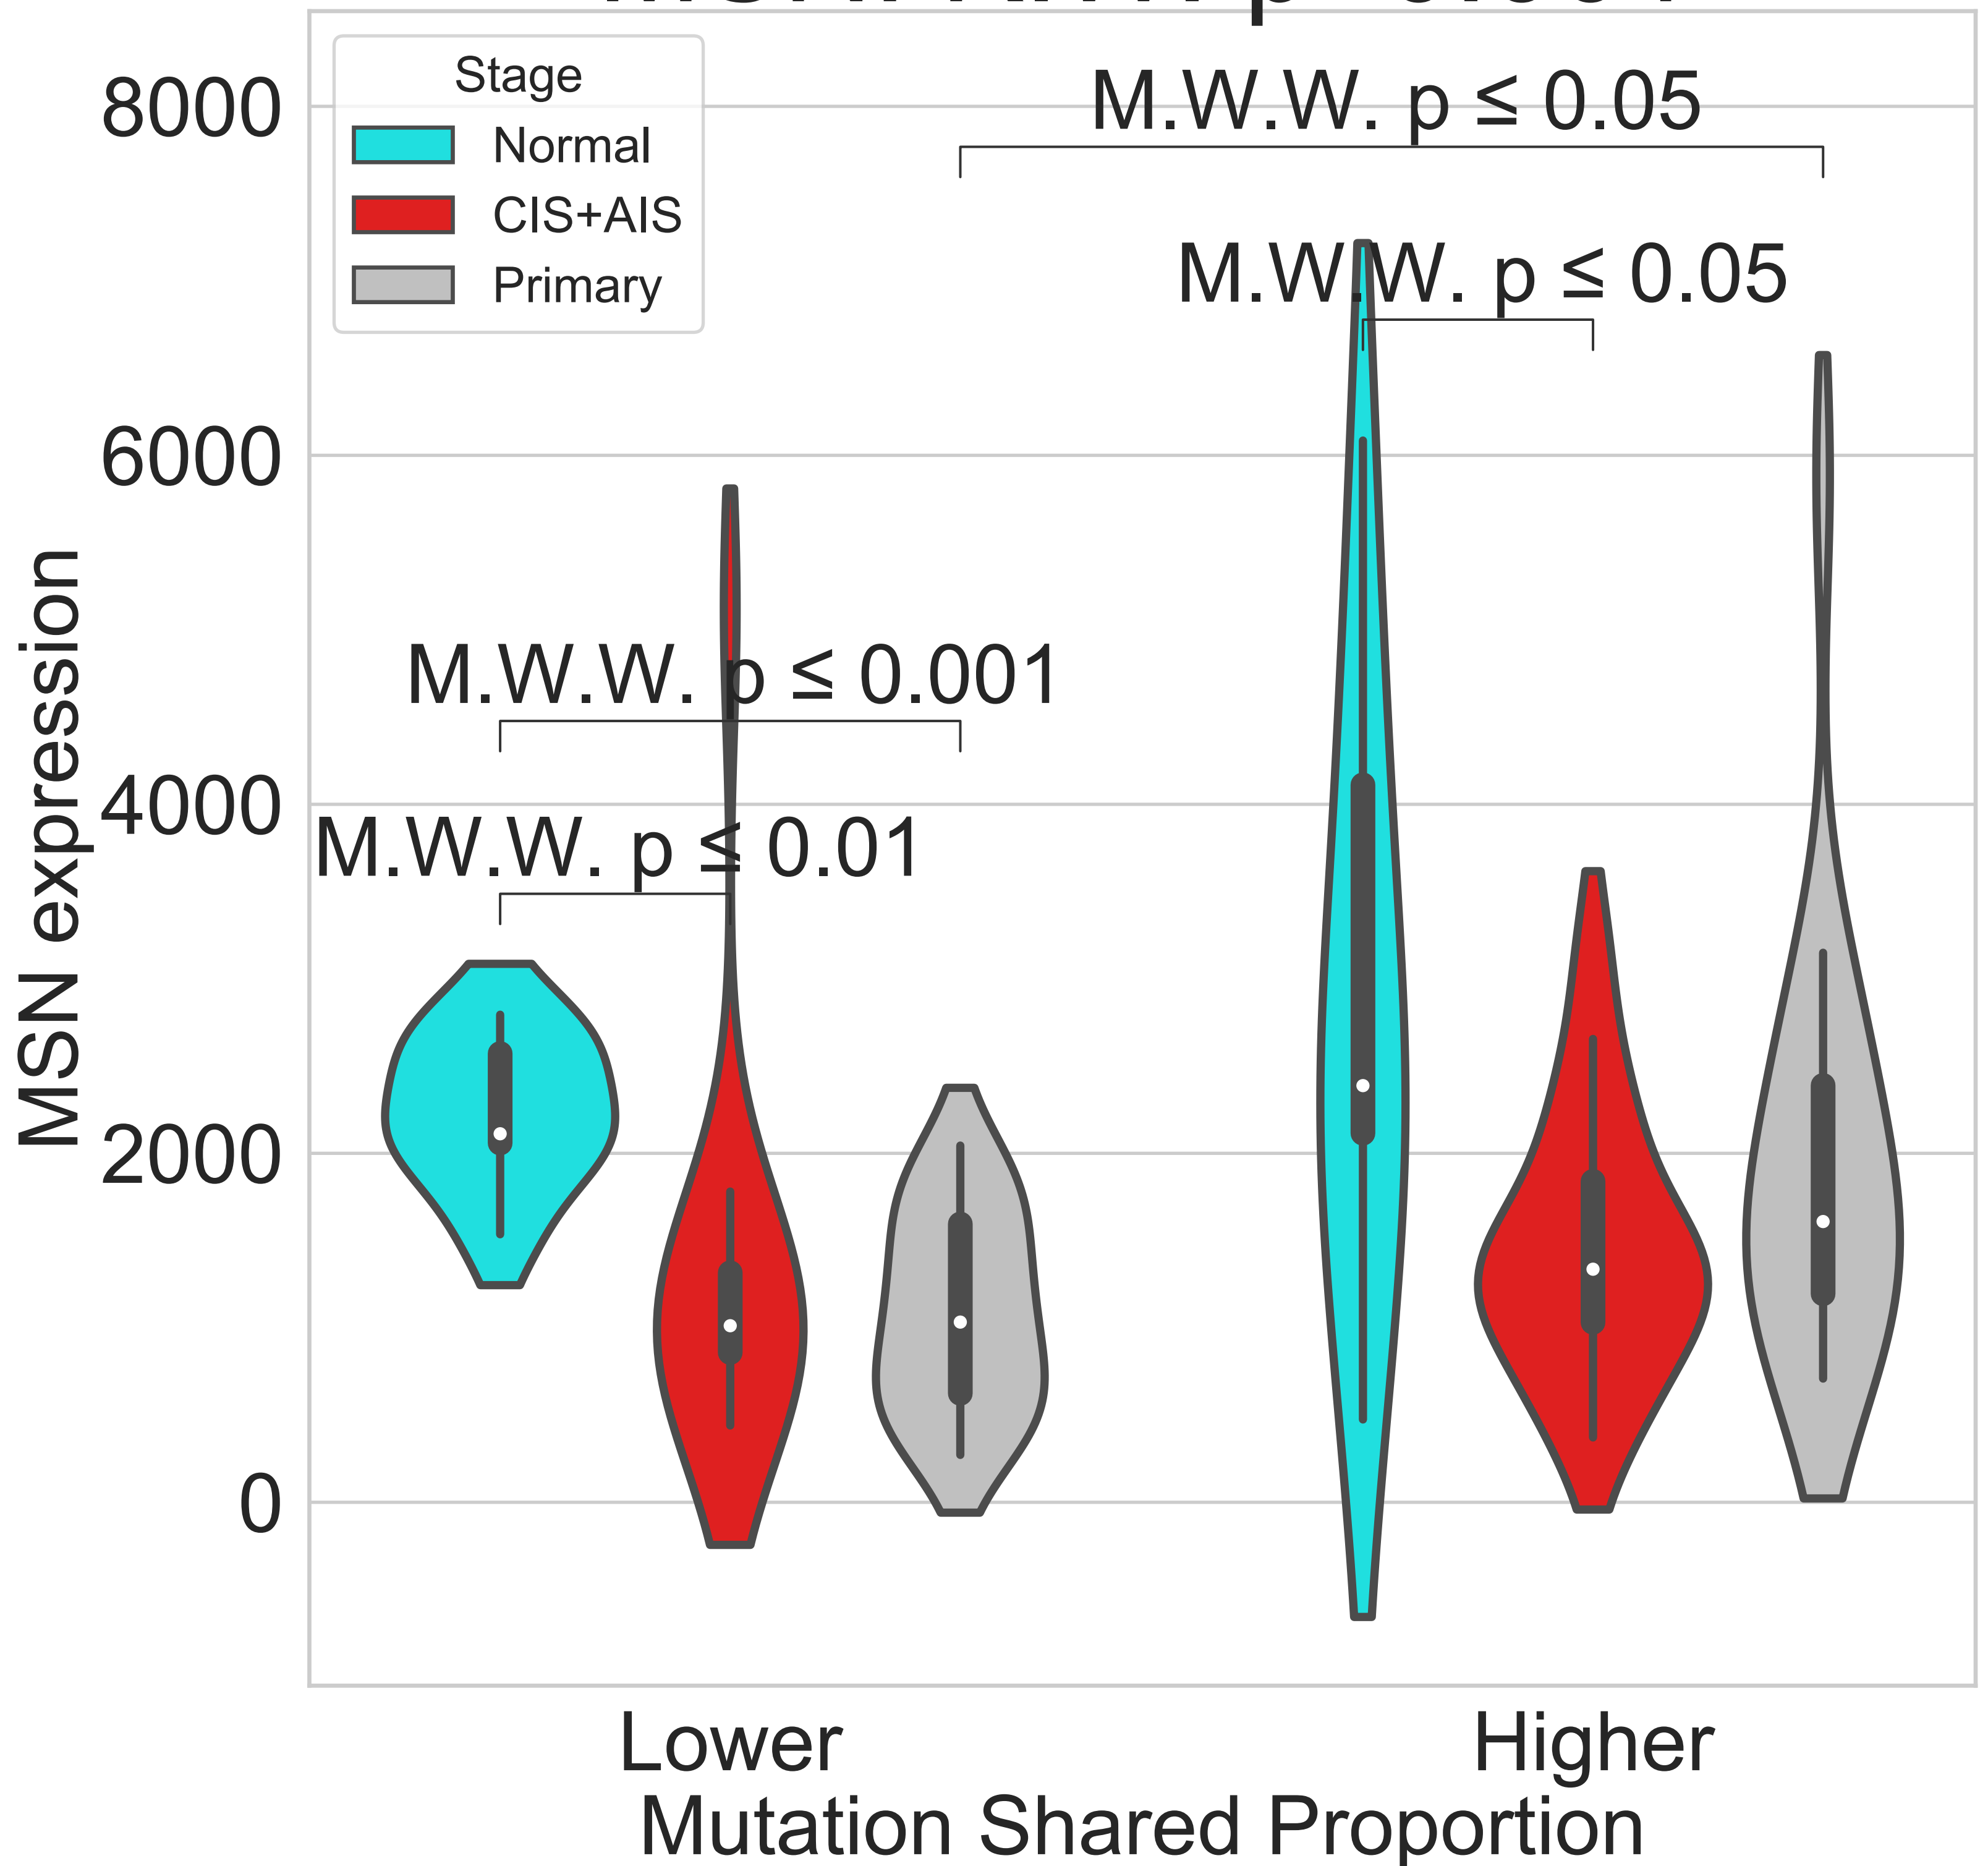 Stage
Normal
CIS+AIS
Primary
M.W.W. p ≤ 0.05
M.W.W. p ≤ 0.05
M.W.W. p ≤ 0.001
M.W.W. p ≤ 0.01
8000
6000
4000
2000
0
MSN expression
Lower
Higher
Mutation Shared Proportion